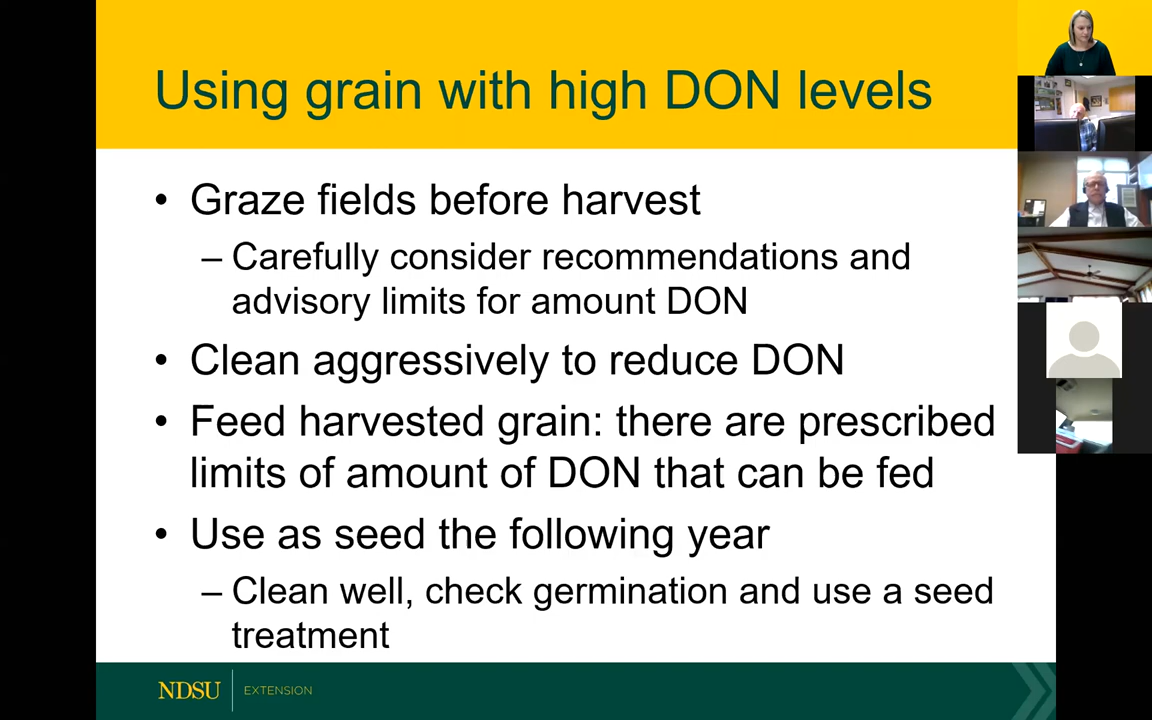 Using grain with high DON levels
• Graze fields before harvest
– Carefully consider recommendations and
advisory limits for amount DON
• Clean aggressively to reduce DON
• Feed harvested grain: there are prescribed
limits of amount of DON that can be fed
• Use as seed the following year
– Clean well, check germination and use a seed
treatment
NDSU EXTENSION